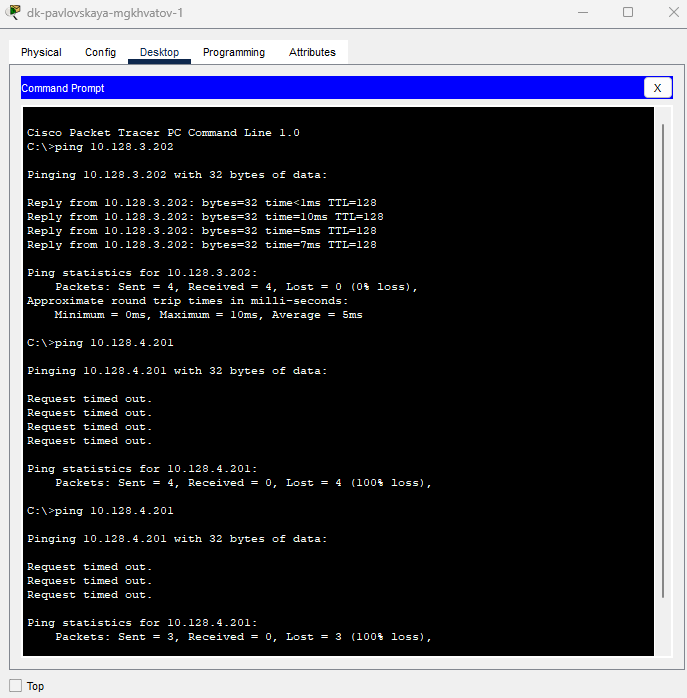 dk-pavlovskaya-mgkhvatov-1
Physical Config Desktop Programming Attributes
Command Prompt X
Cisco Packet Tracer PC Command Line 1.0
C:\>ping 10.128.3.202
Pinging 10.128.3.202 with 32 bytes of data:
Reply from 10.128.3.202: bytes=32 time<1ms TTL=128
Reply from 10.128.3.202: bytes=32 time=10ms TTL=128
Reply from 10.128.3.202: bytes=32 time=5ms TTL=128
Reply from 10.128.3.202: bytes=32 time=7ms TTL=128
Ping statistics for 10.128.3.202:
Packets: Sent = 4, Received = 4, Lost = 0 (0% loss),
Approximate round trip times in milli-seconds:
Minimum = 0ms, Maximum = 10ms, Average = 5ms
C:\>ping 10.128.4.201
Pinging 10.128.4.201 with 32 bytes of data:
Request timed out.
Request timed out.
Request timed out.
Request timed out.
Ping statistics for 10.128.4.201:
Packets: Sent = 4, Received = 0, Lost = 4 (100% loss),
C:\>ping 10.128.4.201
Pinging 10.128.4.201 with 32 bytes of data:
Request timed out.
Request timed out.
Request timed out.
Ping statistics for 10.128.4.201:
Packets: Sent = 3, Received = 0, Lost = 3 (100% loss),
Top